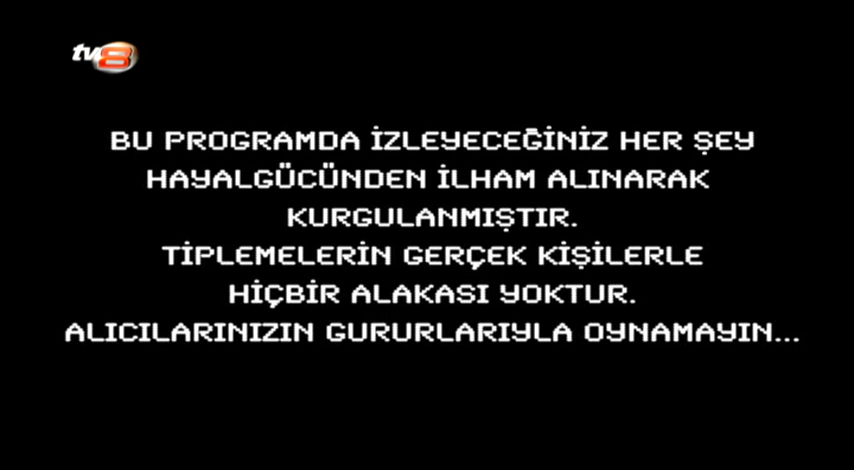 tv8
BU PROGRAMDA İZLEYECEĞİNİZ HER ŞEY
HAYALGÜCÜNDEN İLHAM ALINARAK
KURGULANMIŞTIR.
TİPLEMELERİN GERÇEK KİŞİLERLE
HİÇBİR ALAKASI YOKTUR.
ALICILARINIZIN GURURLARIYLA OYNAMAYIN...